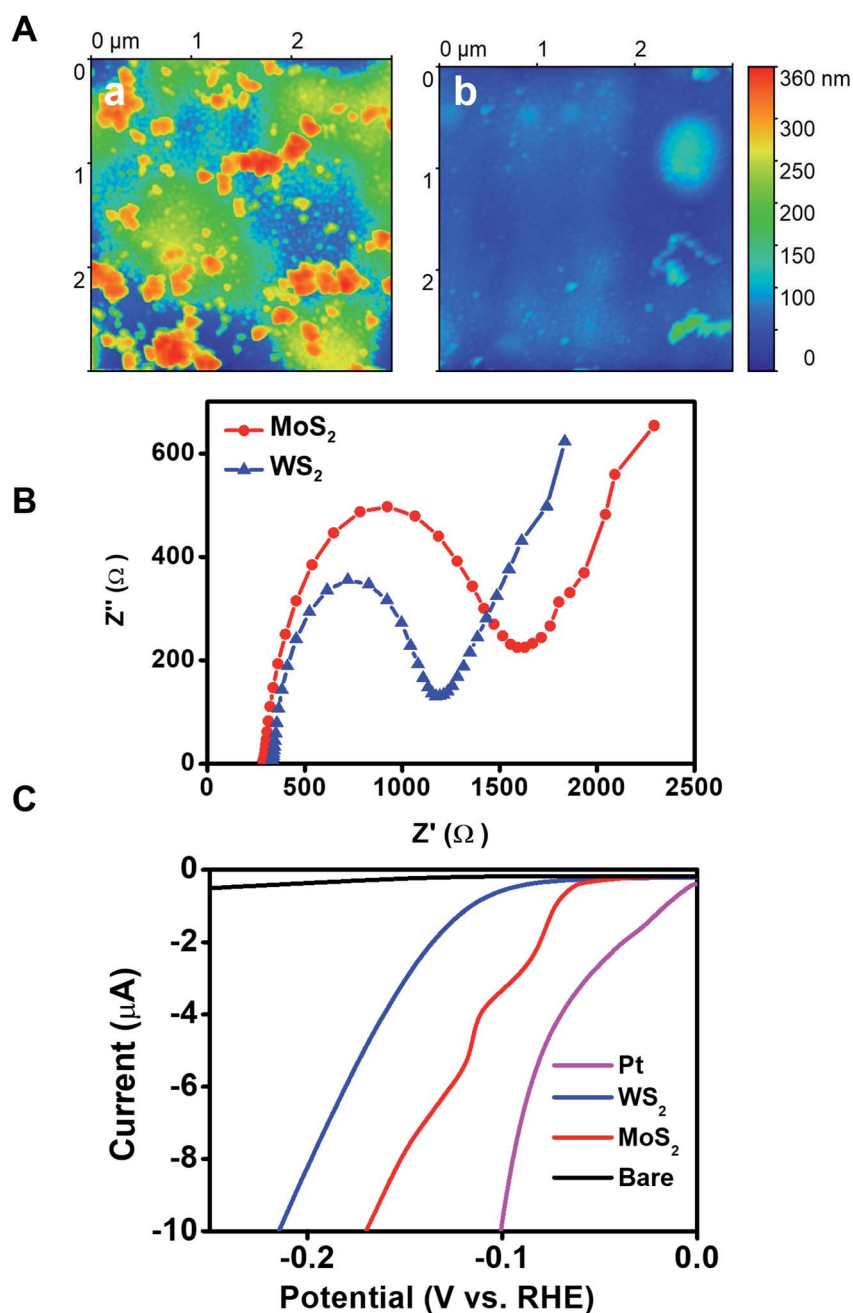 A
0 µm 1 2
0 µm 1 2
0
1
2
a
0
1
2
b
360 nm
300
250
200
150
100
0
B
MoS₂
WS₂
600
400
200
0
Z'' (Ω)
0 500 1000 1500 2000 2500
Z' (Ω)
C
0
-2
-4
-6
-8
-10
Current (µA)
Pt
WS₂
MoS₂
Bare
-0.2 -0.1 0.0
Potential (V vs. RHE)